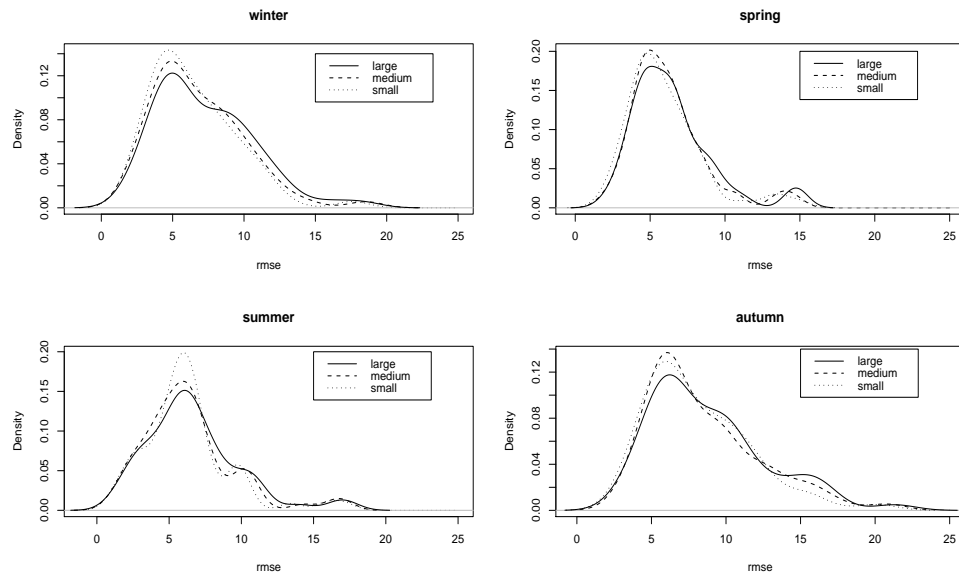 winter
Density
0.00 0.04 0.08 0.12
large
medium
small
0 5 10 15 20 25
rmse
spring
Density
0.00 0.05 0.10 0.15 0.20
large
medium
small
0 5 10 15 20 25
rmse
summer
Density
0.00 0.05 0.10 0.15 0.20
large
medium
small
0 5 10 15 20 25
rmse
autumn
Density
0.00 0.04 0.08 0.12
large
medium
small
0 5 10 15 20 25
rmse